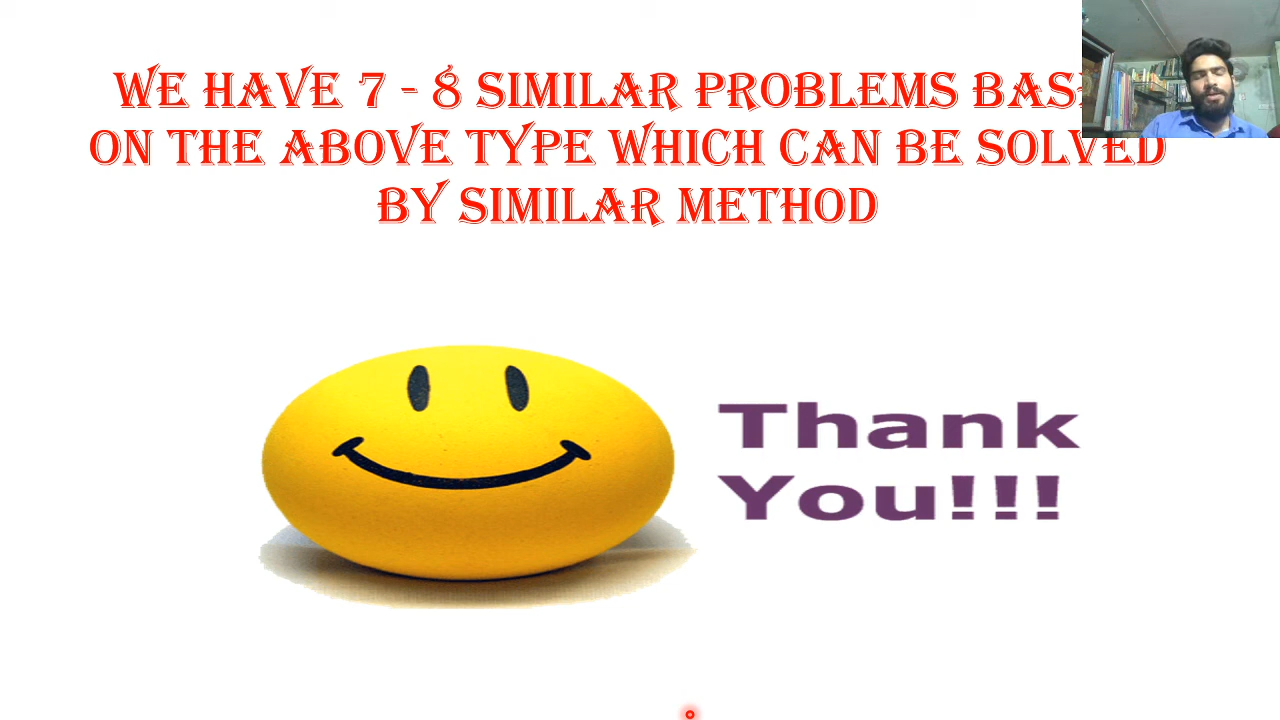 WE HAVE 7 - 8 SIMILAR PROBLEMS
ON THE ABOVE TYPE WHICH CAN BE SOLVED
BY SIMILAR METHOD
Thank
You!!!